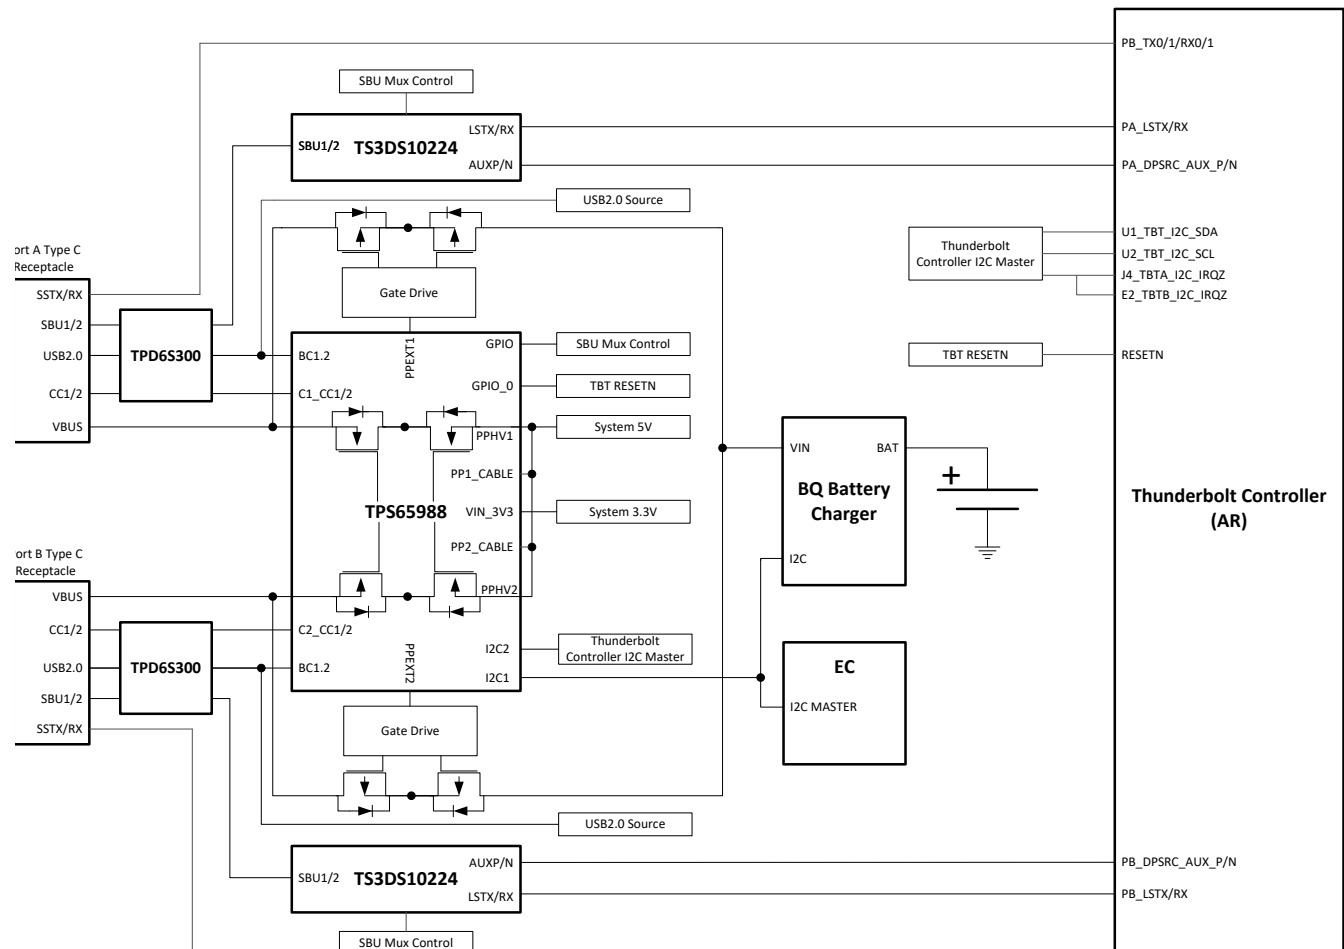 PB_TX0/1/RX0/1
SBU Mux Control
SBU1/2
TS3DS10224
LSTX/RX
AUXP/N
PA_LSTX/RX
PA_DPSRC_AUX_P/N
USB2.0 Source
ort A Type C
Receptacle
SSTX/RX
SBU1/2
USB2.0
CC1/2
VBUS
TPD6S300
Gate Drive
Thunderbolt
Controller I2C Master
U1_TBT_I2C_SDA
U2_TBT_I2C_SCL
J4_TBTA_I2C_IRQZ
E2_TBTB_I2C_IRQZ
TBT RESETN
RESETN
PPEXT1
BC1.2
C1_CC1/2
GPIO
SBU Mux Control
GPIO_0
TBT RESETN
PPHV1
System 5V
PP1_CABLE
TPS65988
VIN_3V3
System 3.3V
PP2_CABLE
PPHV2
C2_CC1/2
BC1.2
PPEXT2
I2C2
Thunderbolt
Controller I2C Master
I2C1
VIN
BAT
BQ Battery
Charger
I2C
+
EC
I2C MASTER
Thunderbolt Controller
(AR)
ort B Type C
Receptacle
VBUS
CC1/2
USB2.0
SBU1/2
SSTX/RX
TPD6S300
Gate Drive
USB2.0 Source
SBU1/2
TS3DS10224
AUXP/N
LSTX/RX
PB_DPSRC_AUX_P/N
PB_LSTX/RX
SBU Mux Control